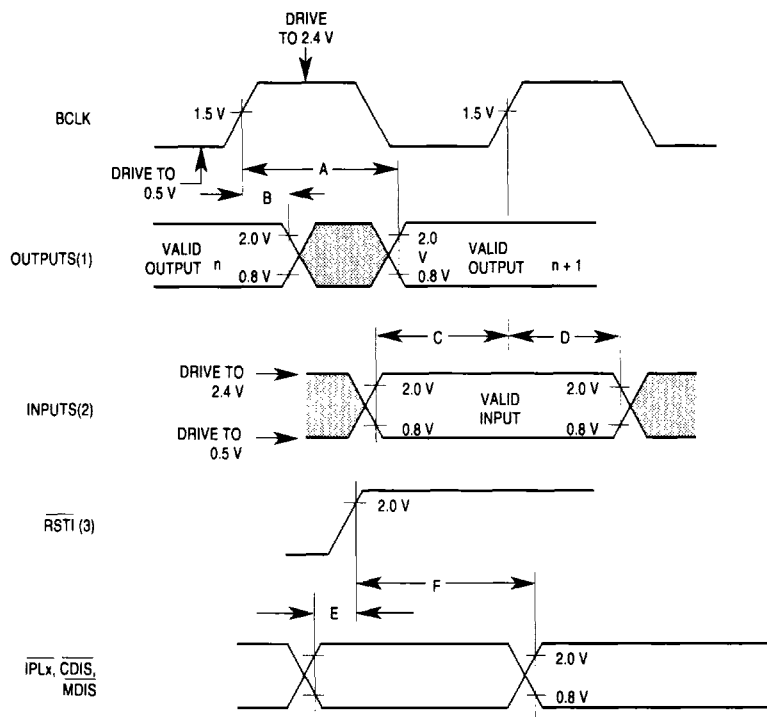 DRIVE
TO 2.4 V
BCLK
1.5 V
1.5 V
DRIVE TO
0.5 V
A
B
OUTPUTS(1)
VALID
OUTPUT n
2.0 V
0.8 V
2.0
V
0.8 V
VALID
OUTPUT n + 1
C
D
INPUTS(2)
DRIVE TO
2.4 V
DRIVE TO
0.5 V
2.0 V
0.8 V
VALID
INPUT
2.0 V
0.8 V
RSTI (3)
2.0 V
F
E
IPLx, CDIS,
MDIS
2.0 V
0.8 V